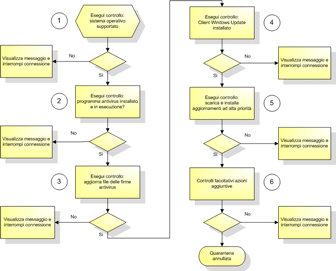 1
Esegui controllo:
sistema operativo
supportato
No
Visualizza messaggio e
interrompi connessione
Sì
2
Esegui controllo:
programma antivirus installato
e in esecuzione?
No
Visualizza messaggio e
interrompi connessione
Sì
3
Esegui controllo:
aggiorna file delle firme
antivirus
No
Visualizza messaggio e
interrompi connessione
Sì
Esegui controllo:
Client Windows Update
installato
4
No
Visualizza messaggio e
interrompi connessione
Sì
Esegui controllo:
scarica e installa
aggiornamenti ad alta priorità
5
No
Visualizza messaggio e
interrompi connessione
Sì
Controlli facoltativi azioni
aggiuntive
6
No
Visualizza messaggio e
interrompi connessione
Sì
Quarantena
annullata